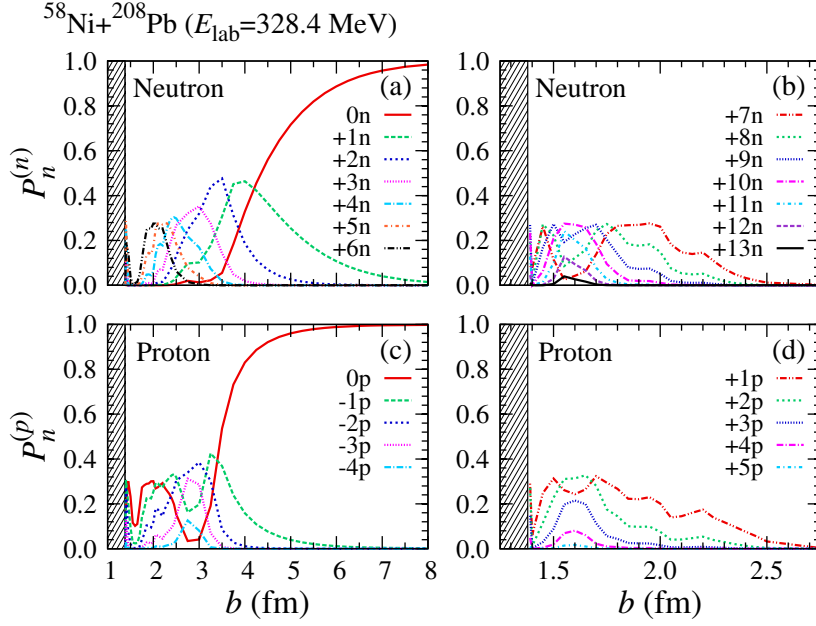 ⁵⁸Ni+²⁰⁸Pb (E_lab=328.4 MeV)
P_n^(n)
1.0
0.8
0.6
0.4
0.2
0.0
Neutron
(a)
0n
+1n
+2n
+3n
+4n
+5n
+6n
1.0
0.8
0.6
0.4
0.2
0.0
Neutron
(b)
+7n
+8n
+9n
+10n
+11n
+12n
+13n
P_n^(p)
1.0
0.8
0.6
0.4
0.2
0.0
Proton
(c)
0p
-1p
-2p
-3p
-4p
1 2 3 4 5 6 7 8
b (fm)
1.0
0.8
0.6
0.4
0.2
0.0
Proton
(d)
+1p
+2p
+3p
+4p
+5p
1.5 2.0 2.5
b (fm)